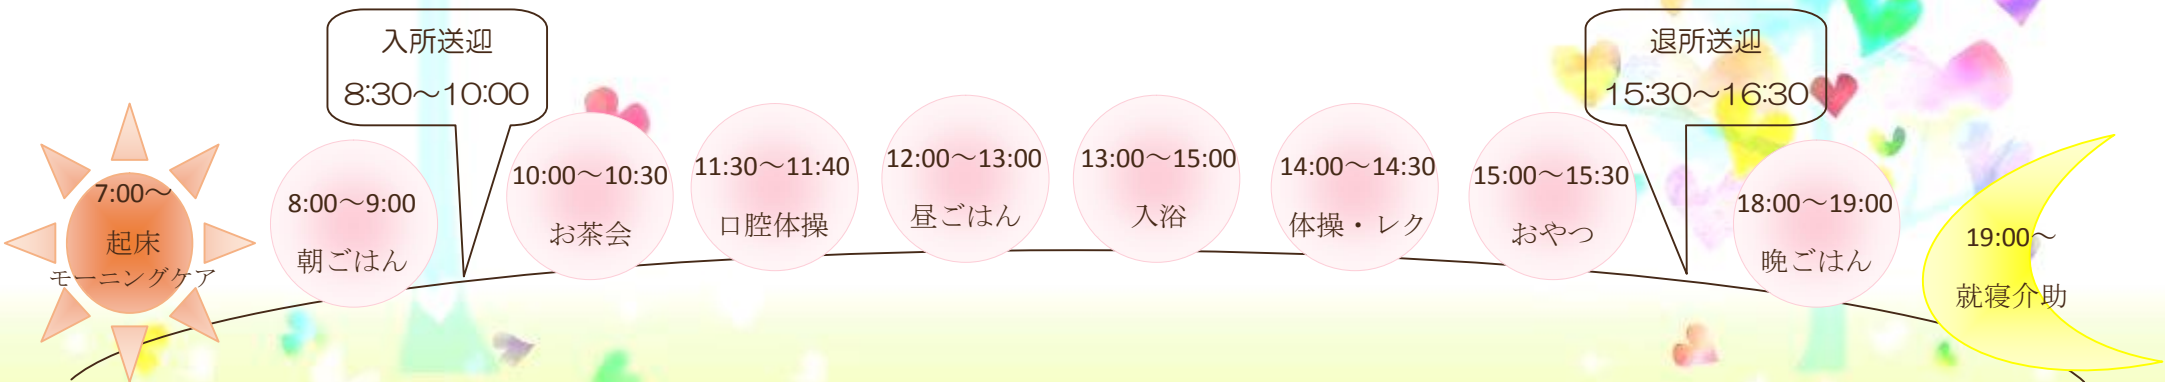 7:00～
起床
モーニングケア
8:00～9:00
朝ごはん
入所送迎
8:30～10:00
10:00～10:30
お茶会
11:30～11:40
口腔体操
12:00～13:00
昼ごはん
13:00～15:00
入浴
14:00～14:30
体操・レク
15:00～15:30
おやつ
退所送迎
15:30～16:30
18:00～19:00
晩ごはん
19:00～
就寝介助